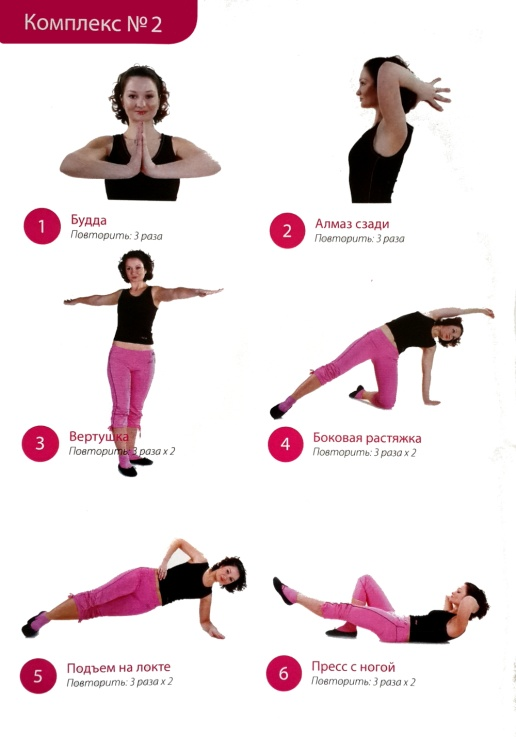 Комплекс № 2
1
Будда
Повторить: 3 раза
2
Алмаз сзади
Повторить: 3 раза
3
Вертушка
Повторить: 3 раза x 2
4
Боковая растяжка
Повторить: 3 раза x 2
5
Подъем на локте
Повторить: 3 раза x 2
6
Пресс с ногой
Повторить: 3 раза x 2